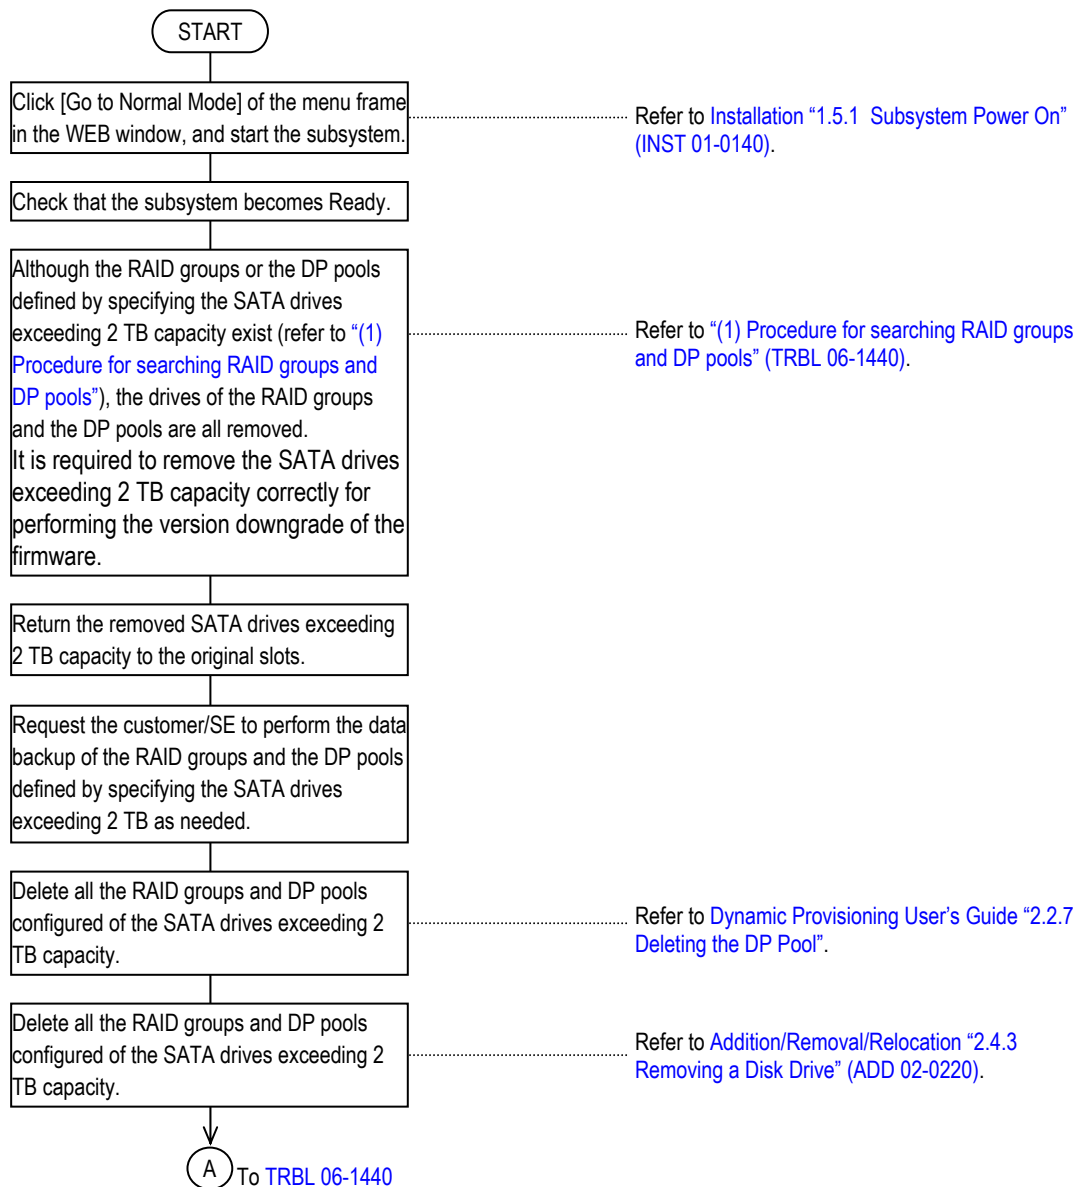 START
Click [Go to Normal Mode] of the menu frame
in the WEB window, and start the subsystem.
Refer to Installation “1.5.1  Subsystem Power On”
(INST 01-0140).
Check that the subsystem becomes Ready.
Although the RAID groups or the DP pools
defined by specifying the SATA drives
exceeding 2 TB capacity exist (refer to “(1)
Procedure for searching RAID groups and
DP pools”), the drives of the RAID groups
and the DP pools are all removed.
It is required to remove the SATA drives
exceeding 2 TB capacity correctly for
performing the version downgrade of the
firmware.
Refer to “(1) Procedure for searching RAID groups
and DP pools” (TRBL 06-1440).
Return the removed SATA drives exceeding
2 TB capacity to the original slots.
Request the customer/SE to perform the data
backup of the RAID groups and the DP pools
defined by specifying the SATA drives
exceeding 2 TB as needed.
Delete all the RAID groups and DP pools
configured of the SATA drives exceeding 2
TB capacity.
Refer to Dynamic Provisioning User’s Guide “2.2.7
Deleting the DP Pool”.
Delete all the RAID groups and DP pools
configured of the SATA drives exceeding 2
TB capacity.
Refer to Addition/Removal/Relocation “2.4.3
Removing a Disk Drive” (ADD 02-0220).
A To TRBL 06-1440